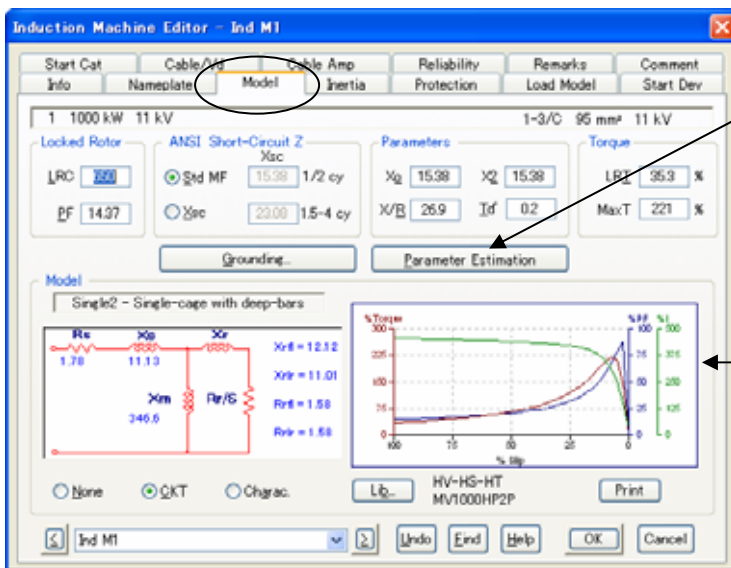 Induction Machine Editor - Ind M1
Start Cat Cable/Vd Cable Amp Reliability Remarks Comment
Info Nameplate Model Inertia Protection Load Model Start Dev
1 1000 kW 11 kV 1-3/C 95 mm² 11 kV
Locked Rotor ANSI Short-Circuit Z Parameters Torque
Xsc
LRC 650 Std MF 15.38 1/2 cy Xo 15.38 X2 15.38 LRT 35.3 %
PF 14.37 Xsc 23.08 1.5-4 cy X/R 26.9 Td' 0.2 MaxT 221 %
Grounding... Parameter Estimation
Model
Single2 - Single-cage with deep-bars
Rs Xs Xr
1.78 11.13
Xm Rr/S
346.6
Xrfl = 12.12
Xrlr = 11.01
Rrfl = 1.58
Rrlr = 1.58
% Torque %PF %I
300 100 500
225 75
50 250
75 25 125
0 0 0
100 75 50 25 0
% Slip
None CKT Charac. Lib... HV-HS-HT
MV1000HP2P Print
Ind M1 Undo Find Help OK Cancel